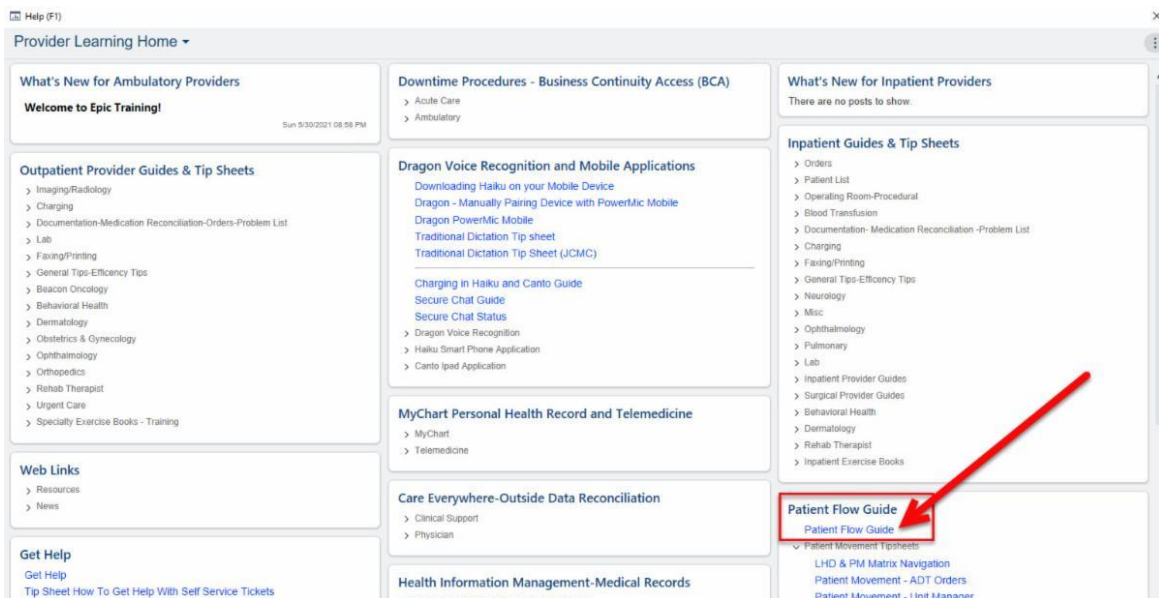 Help (F1)
Provider Learning Home
What's New for Ambulatory Providers
Welcome to Epic Training!
Sun 5/30/2021 08:58 PM
Outpatient Provider Guides & Tip Sheets
Imaging/Radiology
Charging
Documentation-Medication Reconciliation-Orders-Problem List
Lab
Faxing/Printing
General Tips-Efficency Tips
Beacon Oncology
Behavioral Health
Dermatology
Obstetrics & Gynecology
Ophthalmology
Orthopedics
Rehab Therapist
Urgent Care
Specialty Exercise Books - Training
Web Links
Resources
News
Get Help
Get Help
Tip Sheet How To Get Help With Self Service Tickets
Downtime Procedures - Business Continuity Access (BCA)
Acute Care
Ambulatory
Dragon Voice Recognition and Mobile Applications
Downloading Haiku on your Mobile Device
Dragon - Manually Pairing Device with PowerMic Mobile
Dragon PowerMic Mobile
Traditional Dictation Tip sheet
Traditional Dictation Tip Sheet (JCMC)
Charging in Haiku and Canto Guide
Secure Chat Guide
Secure Chat Status
Dragon Voice Recognition
Haiku Smart Phone Application
Canto Ipad Application
MyChart Personal Health Record and Telemedicine
MyChart
Telemedicine
Care Everywhere-Outside Data Reconciliation
Clinical Support
Physician
Health Information Management-Medical Records
What's New for Inpatient Providers
There are no posts to show.
Inpatient Guides & Tip Sheets
Orders
Patient List
Operating Room-Procedural
Blood Transfusion
Documentation- Medication Reconciliation -Problem List
Charging
Faxing/Printing
General Tips-Efficency Tips
Neurology
Misc
Ophthalmology
Pulmonary
Lab
Inpatient Provider Guides
Surgical Provider Guides
Behavioral Health
Dermatology
Rehab Therapist
Inpatient Exercise Books
Patient Flow Guide
Patient Flow Guide
Patient Movement Tipsheets
LHD & PM Matrix Navigation
Patient Movement - ADT Orders
Patient Movement - Unit Manager